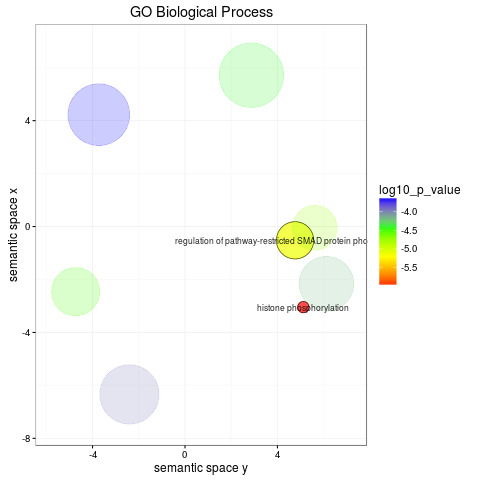 GO Biological Process
semantic space x
4
0
-4
-8
regulation of pathway-restricted SMAD protein pho
histone phosphorylation
-4
0
4
semantic space y
log10_p_value
-4.0
-4.5
-5.0
-5.5